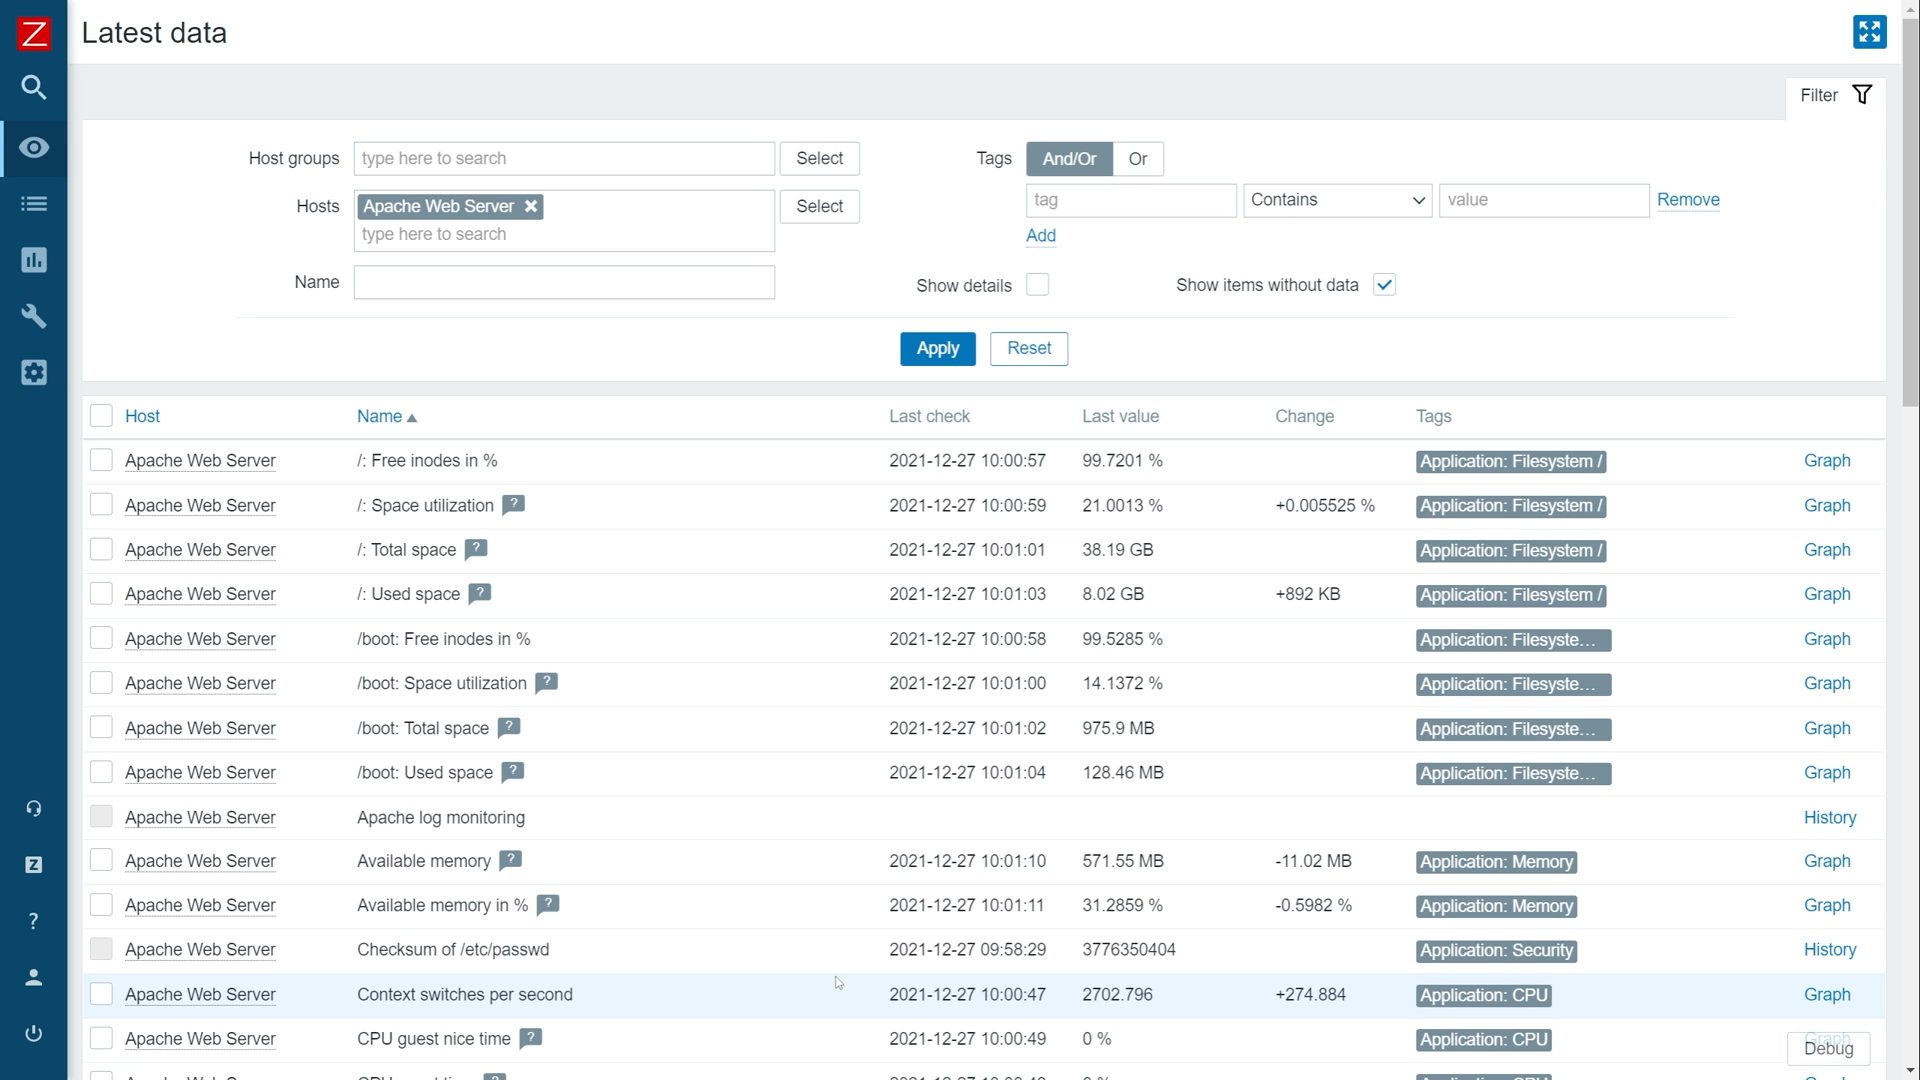 Z Latest data
Filter
Host groups type here to search Select Tags And/Or Or
Hosts Apache Web Server × Select tag Contains value Remove
type here to search Add
Name Show details Show items without data
Apply Reset
Host Name Last check Last value Change Tags
Apache Web Server /: Free inodes in % 2021-12-27 10:00:57 99.7201 % Application: Filesystem / Graph
Apache Web Server /: Space utilization ? 2021-12-27 10:00:59 21.0013 % +0.005525 % Application: Filesystem / Graph
Apache Web Server /: Total space ? 2021-12-27 10:01:01 38.19 GB Application: Filesystem / Graph
Apache Web Server /: Used space ? 2021-12-27 10:01:03 8.02 GB +892 KB Application: Filesystem / Graph
Apache Web Server /boot: Free inodes in % 2021-12-27 10:00:58 99.5285 % Application: Filesyste... Graph
Apache Web Server /boot: Space utilization ? 2021-12-27 10:01:00 14.1372 % Application: Filesyste... Graph
Apache Web Server /boot: Total space ? 2021-12-27 10:01:02 975.9 MB Application: Filesyste... Graph
Apache Web Server /boot: Used space ? 2021-12-27 10:01:04 128.46 MB Application: Filesyste... Graph
Apache Web Server Apache log monitoring History
Apache Web Server Available memory ? 2021-12-27 10:01:10 571.55 MB -11.02 MB Application: Memory Graph
Z
Apache Web Server Available memory in % ? 2021-12-27 10:01:11 31.2859 % -0.5982 % Application: Memory Graph
?
Apache Web Server Checksum of /etc/passwd 2021-12-27 09:58:29 3776350404 Application: Security History
Apache Web Server Context switches per second 2021-12-27 10:00:47 2702.796 +274.884 Application: CPU Graph
Apache Web Server CPU guest nice time ? 2021-12-27 10:00:49 0 % Application: CPU Graph
Debug